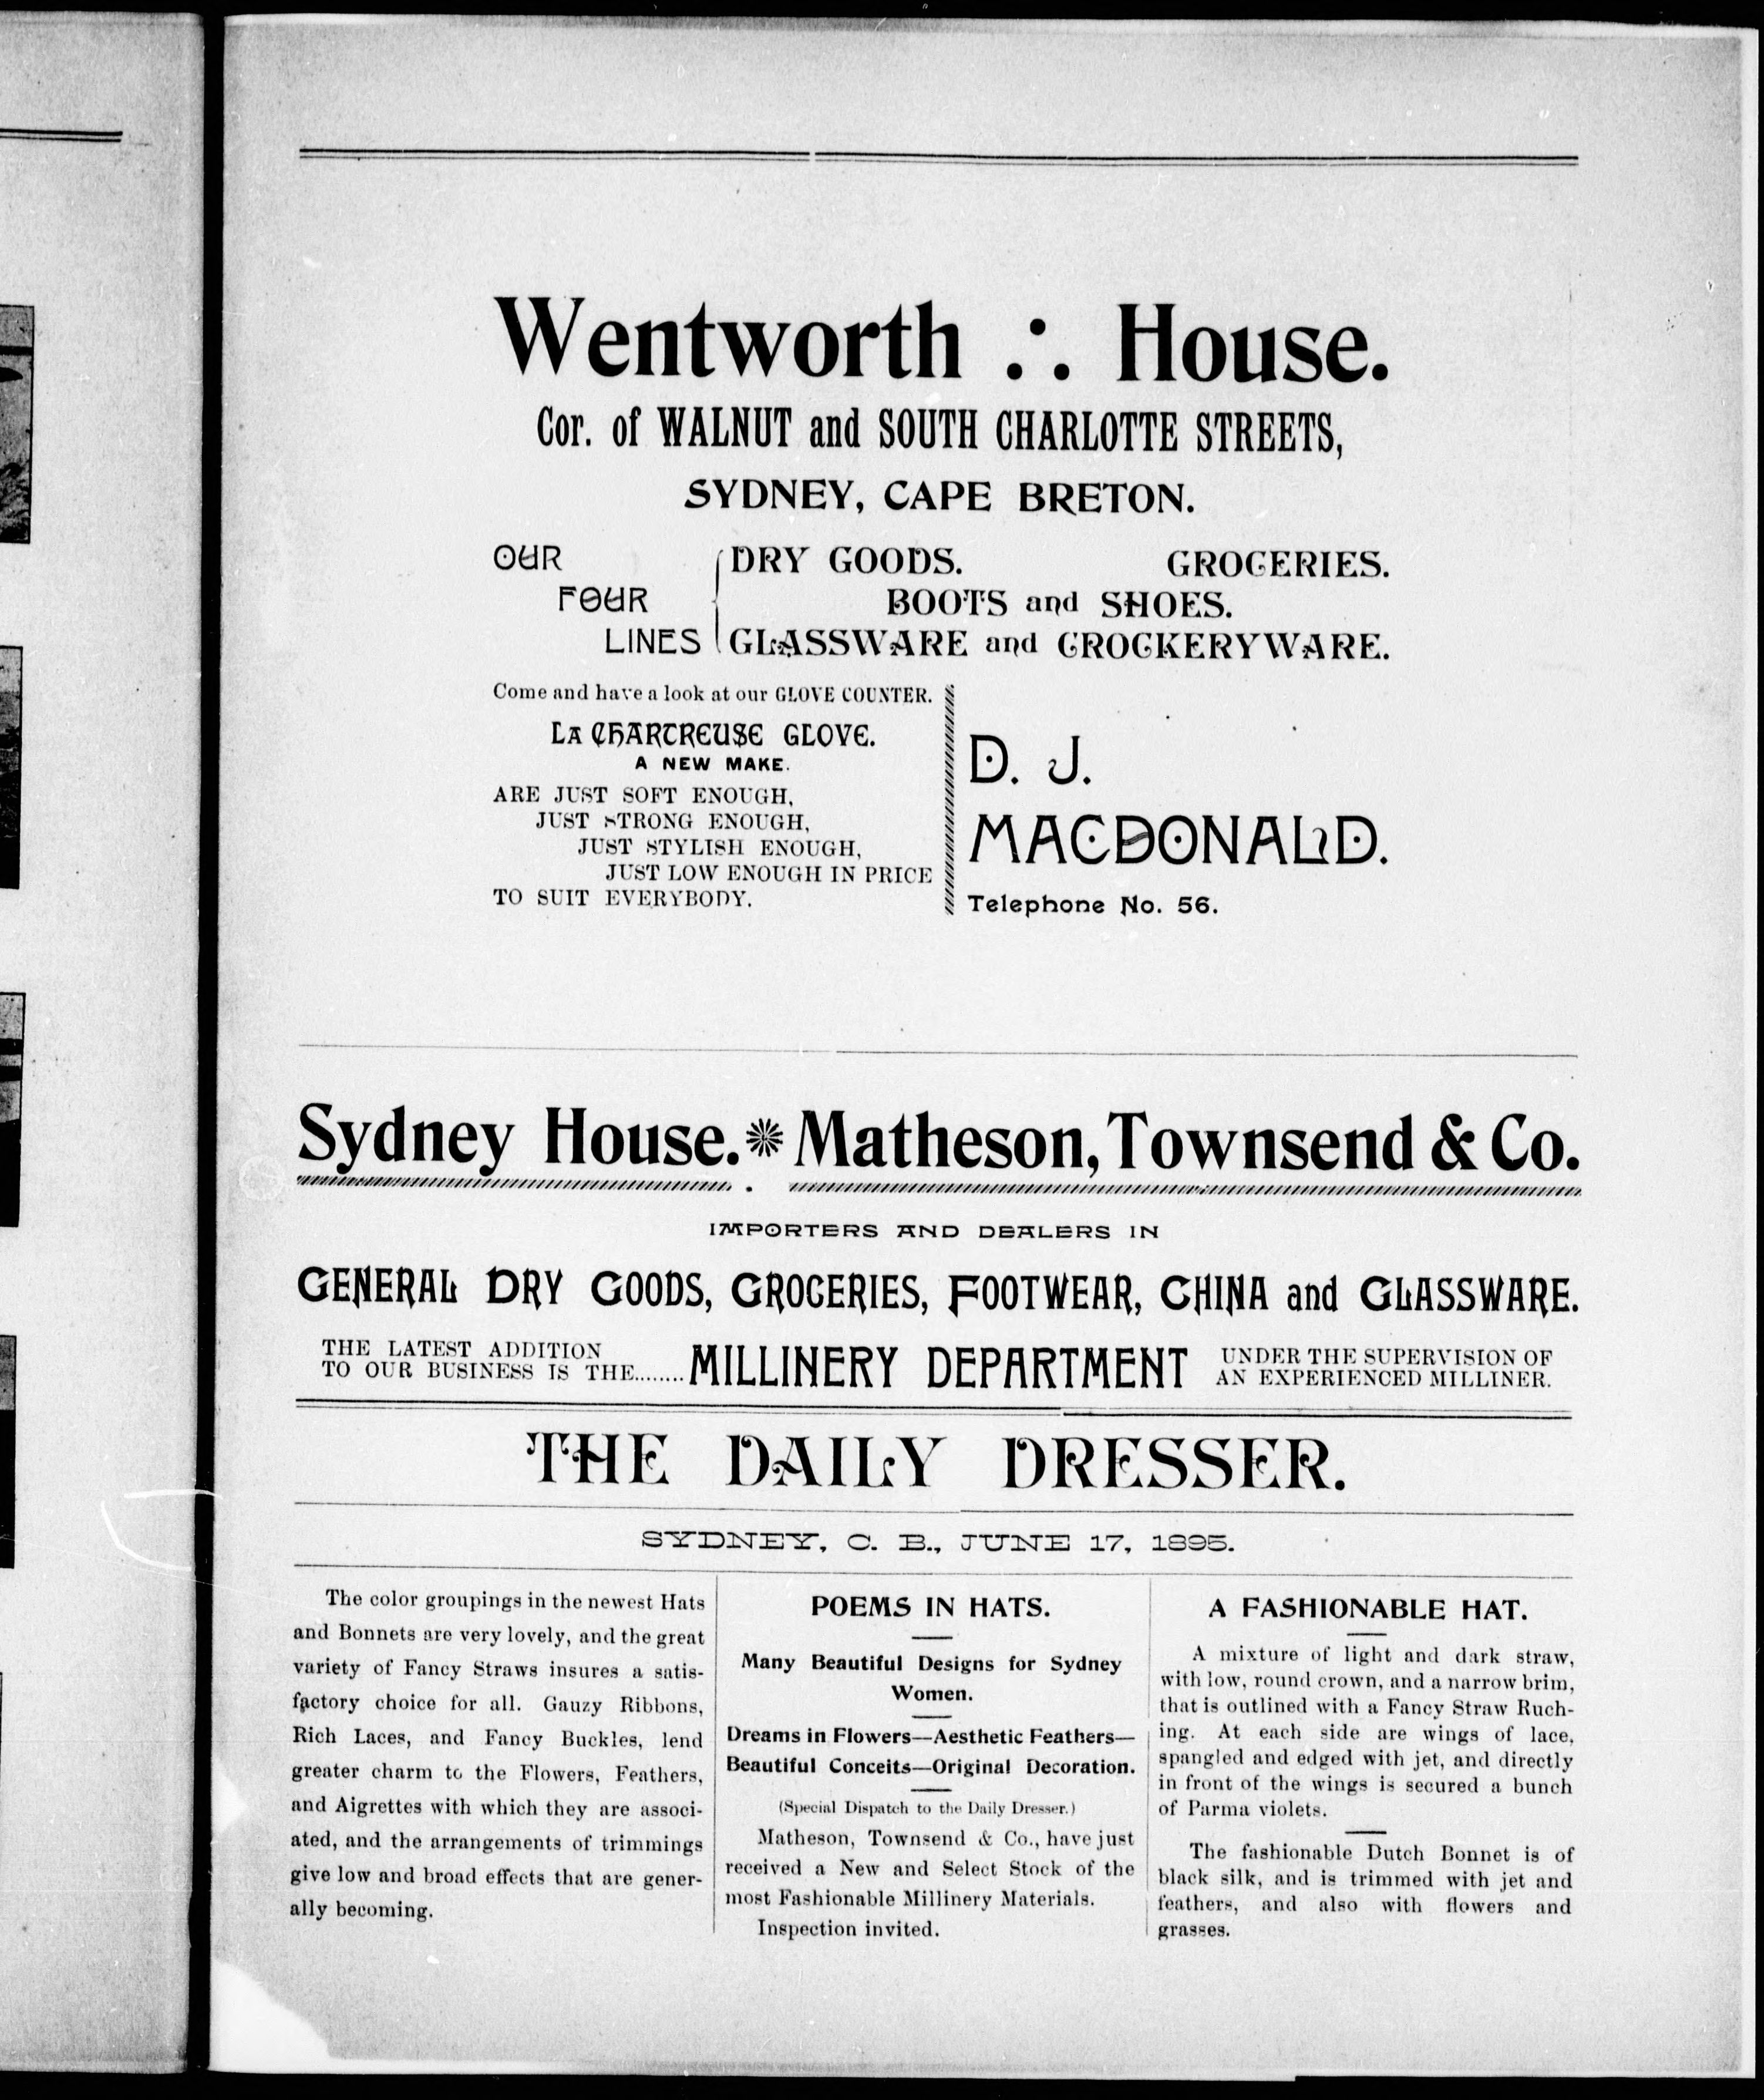 Wentworth ∴ House.
Cor. of WALNUT and SOUTH CHARLOTTE STREETS,
SYDNEY, CAPE BRETON.
OUR
FOUR
LINES
DRY GOODS. GROCERIES.
BOOTS and SHOES.
GLASSWARE and CROCKERYWARE.
Come and have a look at our GLOVE COUNTER.
LA CHARTREUSE GLOVE.
A NEW MAKE.
ARE JUST SOFT ENOUGH,
JUST STRONG ENOUGH,
JUST STYLISH ENOUGH,
JUST LOW ENOUGH IN PRICE
TO SUIT EVERYBODY.
D. J.
MACDONALD.
Telephone No. 56.
Sydney House. Matheson, Townsend & Co.
IMPORTERS AND DEALERS IN
GENERAL DRY GOODS, GROCERIES, FOOTWEAR, CHINA and GLASSWARE.
THE LATEST ADDITION
TO OUR BUSINESS IS THE........
MILLINERY DEPARTMENT
UNDER THE SUPERVISION OF
AN EXPERIENCED MILLINER.
THE DAILY DRESSER.
SYDNEY, C. B., JUNE 17, 1895.
The color groupings in the newest Hats
and Bonnets are very lovely, and the great
variety of Fancy Straws insures a satis-
factory choice for all. Gauzy Ribbons,
Rich Laces, and Fancy Buckles, lend
greater charm to the Flowers, Feathers,
and Aigrettes with which they are associ-
ated, and the arrangements of trimmings
give low and broad effects that are gener-
ally becoming.
POEMS IN HATS.
Many Beautiful Designs for Sydney
Women.
Dreams in Flowers—Aesthetic Feathers—
Beautiful Conceits—Original Decoration.
(Special Dispatch to the Daily Dresser.)
Matheson, Townsend & Co., have just
received a New and Select Stock of the
most Fashionable Millinery Materials.
Inspection invited.
A FASHIONABLE HAT.
A mixture of light and dark straw,
with low, round crown, and a narrow brim,
that is outlined with a Fancy Straw Ruch-
ing. At each side are wings of lace,
spangled and edged with jet, and directly
in front of the wings is secured a bunch
of Parma violets.
The fashionable Dutch Bonnet is of
black silk, and is trimmed with jet and
feathers, and also with flowers and
grasses.